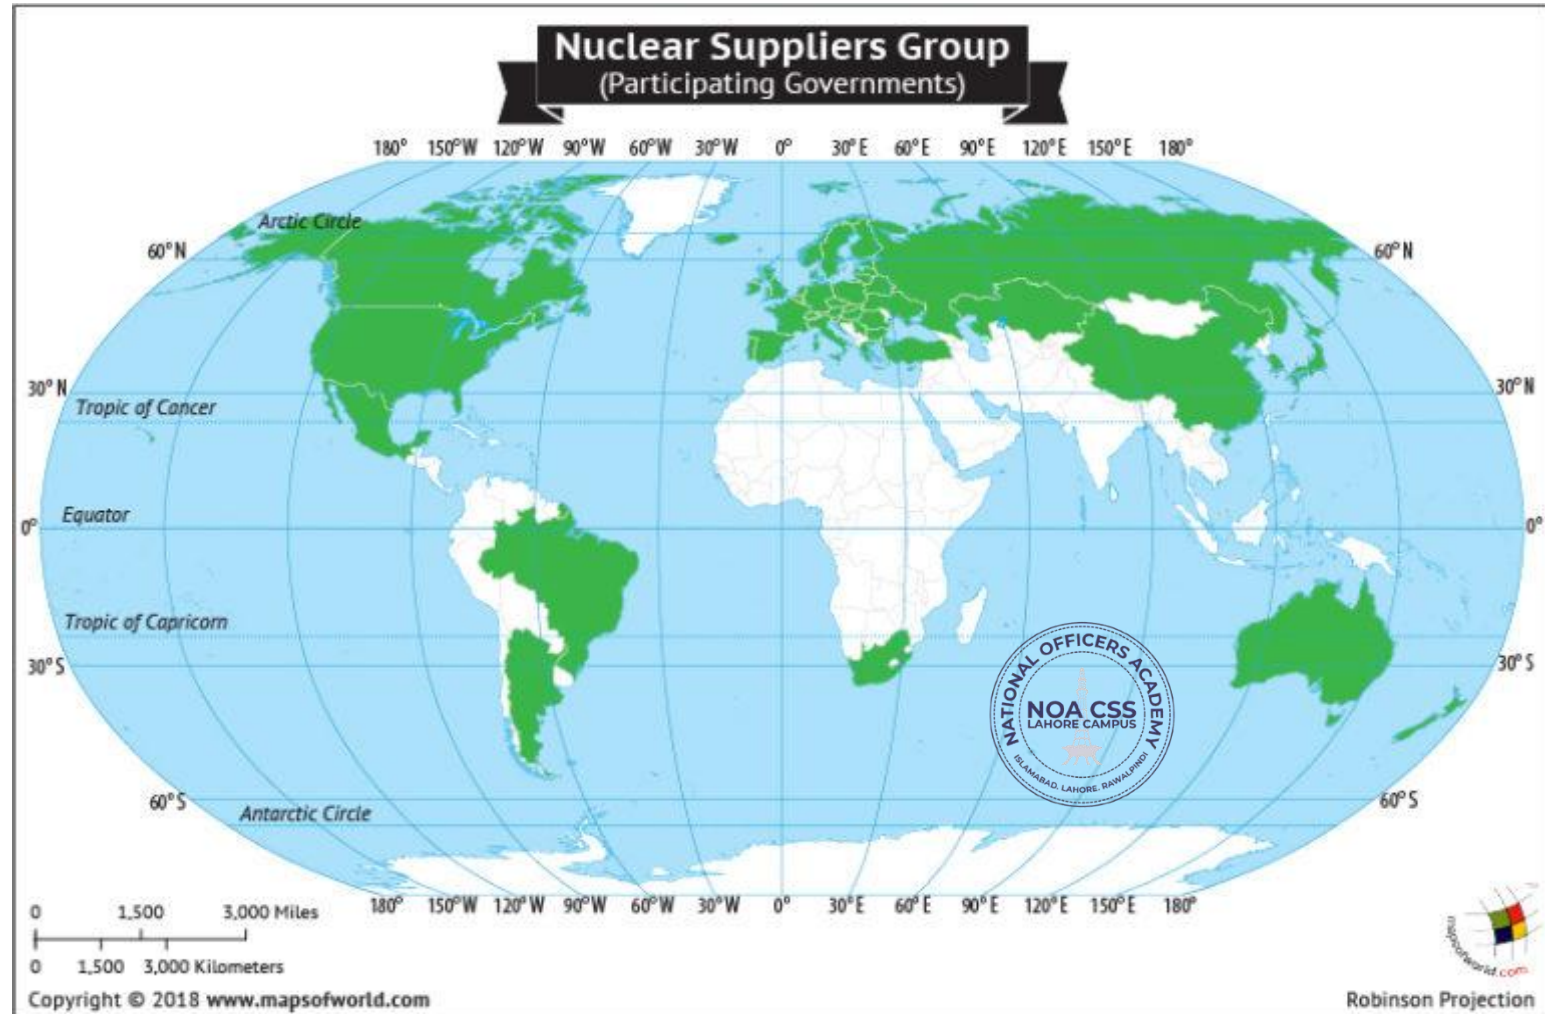 Nuclear Suppliers Group
(Participating Governments)
180° 150°W 120°W 90°W 60°W 30°W 0° 30°E 60°E 90°E 120°E 150°E 180°
Arctic Circle
60°N 60°N
30°N 30°N
Tropic of Cancer
Equator
0° 0°
Tropic of Capricorn
30°S 30°S
NATIONAL OFFICERS ACADEMY
NOA CSS
LAHORE CAMPUS
ISLAMABAD. LAHORE. RAWALPINDI
60°S 60°S
Antarctic Circle
180° 150°W 120°W 90°W 60°W 30°W 0° 30°E 60°E 90°E 120°E 150°E 180°
0 1,500 3,000 Miles
0 1,500 3,000 Kilometers
mapsofworld.com
Copyright © 2018 www.mapsofworld.com
Robinson Projection